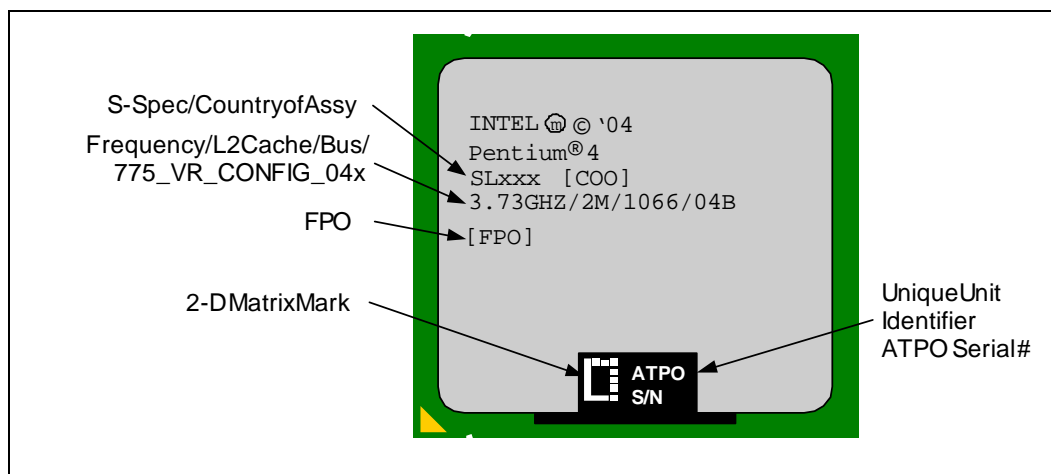 S-Spec/CountryofAssy
Frequency/L2Cache/Bus/
775_VR_CONFIG_04x
FPO
2-DMatrixMark
INTEL ⓜ © `04
Pentium®4
SLxxx [COO]
3.73GHZ/2M/1066/04B
[FPO]
ATPO
S/N
UniqueUnit
Identifier
ATPO Serial#